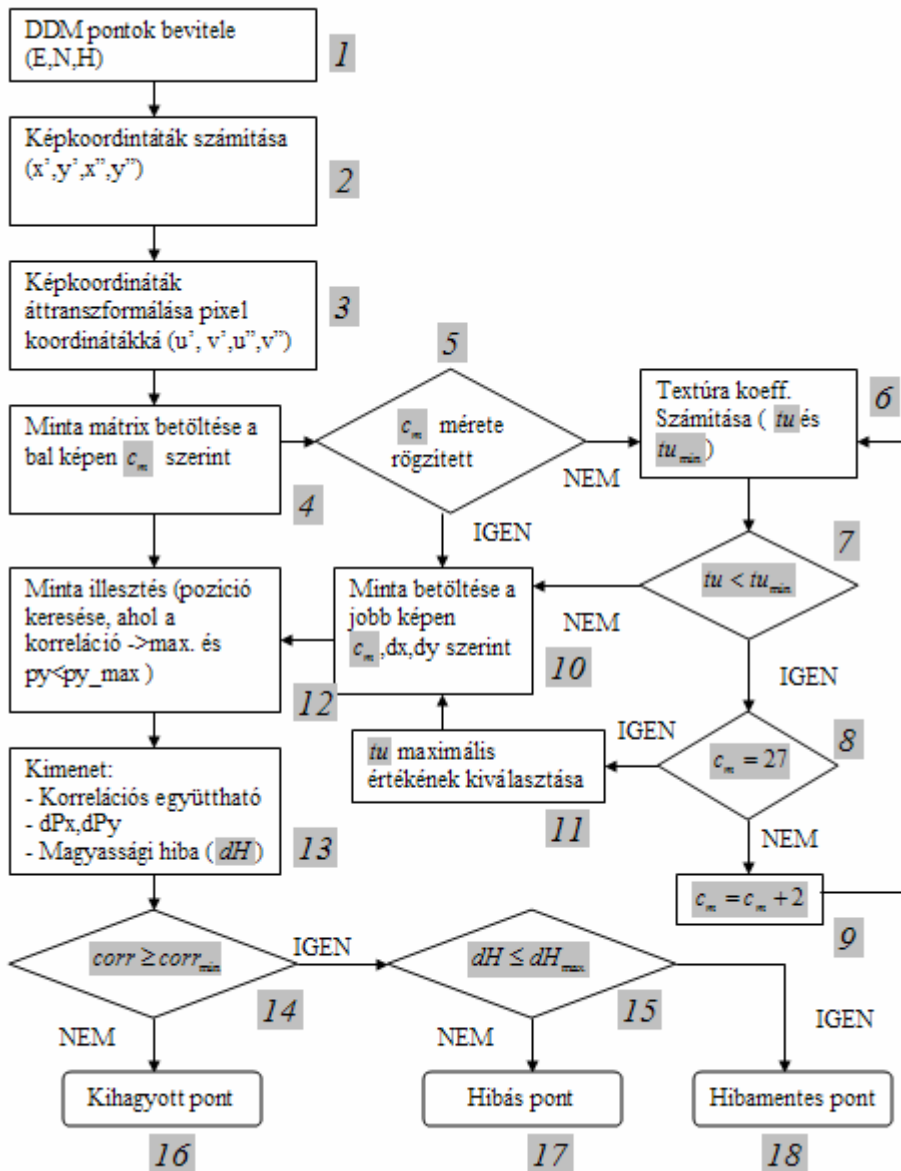 DDM pontok bevitele
(E,N,H)
1
Képkoordintáták számítása
(x’,y’,x”,y”)
2
Képkoordináták
áttranszformálása pixel
koordinátákká (u’, v’,u”,v”)
3
Minta mátrix betöltése a
bal képen c_m szerint
4
5
c_m mérete
rögzített
NEM
IGEN
Textúra koeff.
Számítása ( tu és
tu_min )
6
7
tu < tu_min
NEM
IGEN
8
c_m = 27
IGEN
NEM
c_m = c_m + 2
9
Minta betöltése a
jobb képen
c_m,dx,dy szerint
10
tu maximális
értékének kiválasztása
11
Minta illesztés (pozíció
keresése, ahol a
korreláció ->max. és
py<py_max )
12
Kimenet:
- Korrelációs együttható
- dPx,dPy
- Magyassági hiba ( dH )
13
corr ≥ corr_min
14
IGEN
NEM
dH ≤ dH_max
15
NEM
IGEN
Kihagyott pont
16
Hibás pont
17
Hibamentes pont
18